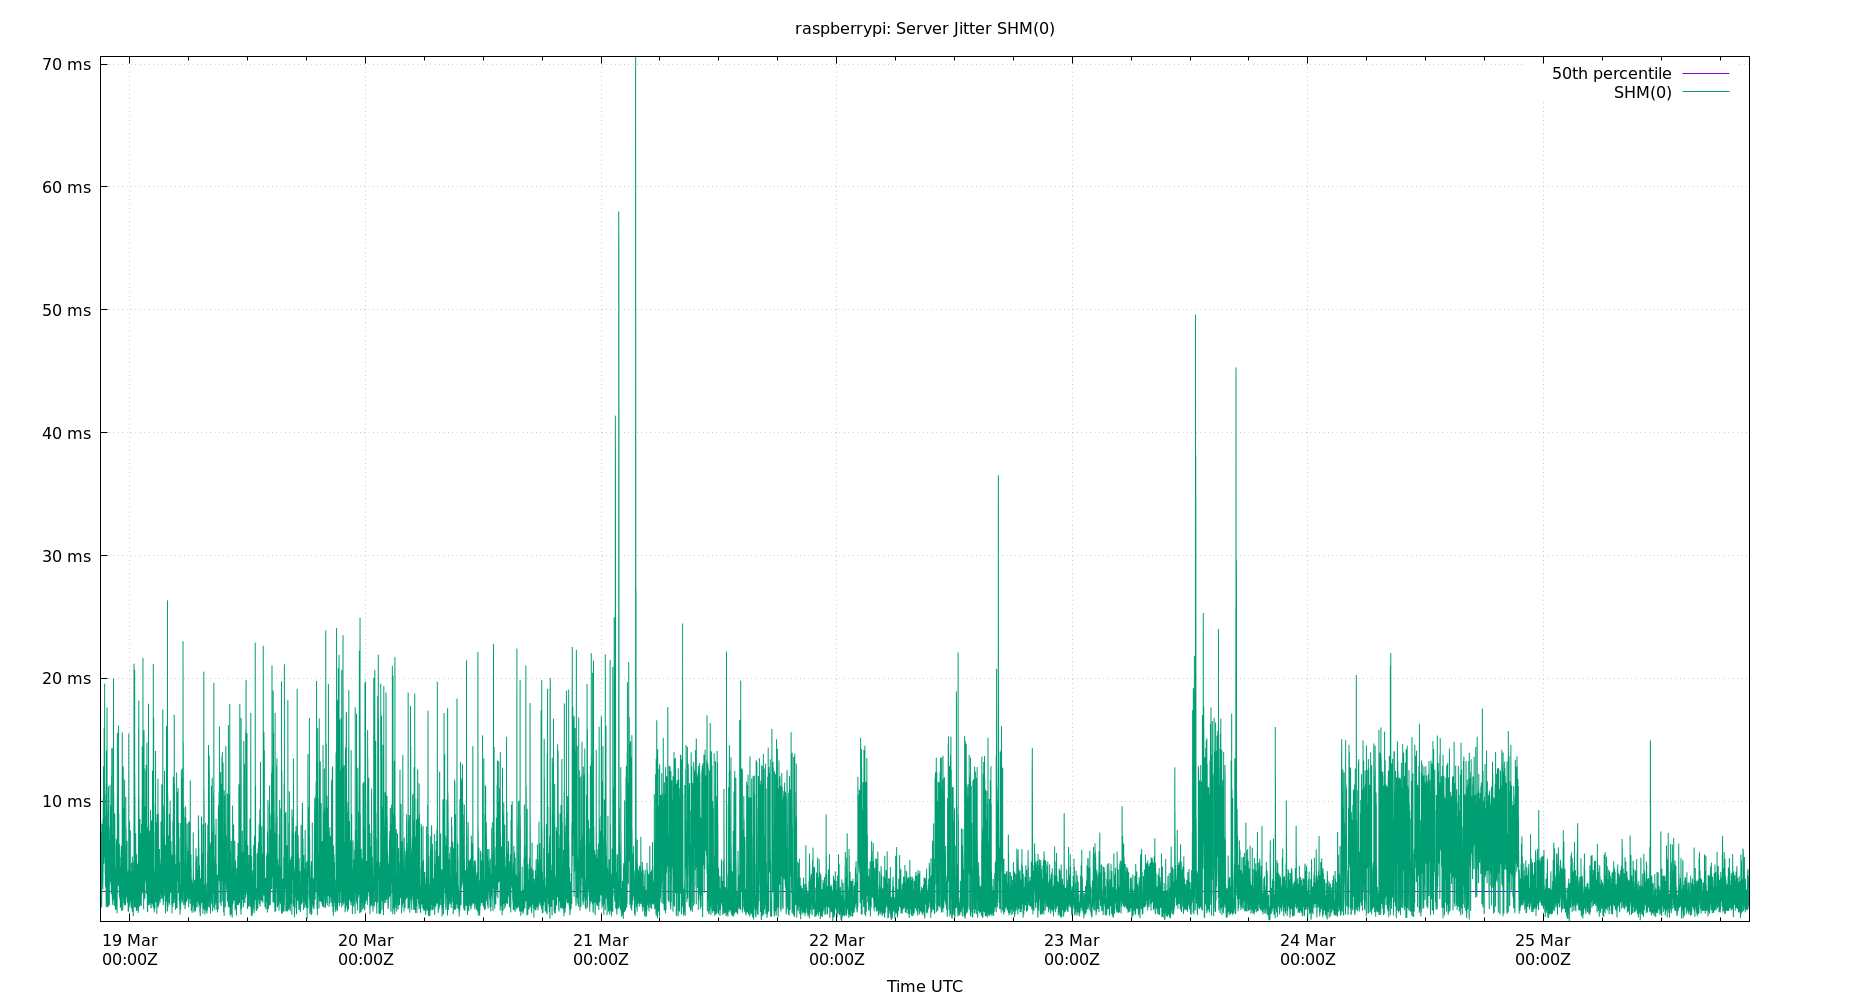 raspberrypi: Server Jitter SHM(0)
70 ms
60 ms
50 ms
40 ms
30 ms
20 ms
10 ms
50th percentile
SHM(0)
19 Mar
00:00Z
20 Mar
00:00Z
21 Mar
00:00Z
22 Mar
00:00Z
23 Mar
00:00Z
24 Mar
00:00Z
25 Mar
00:00Z
Time UTC